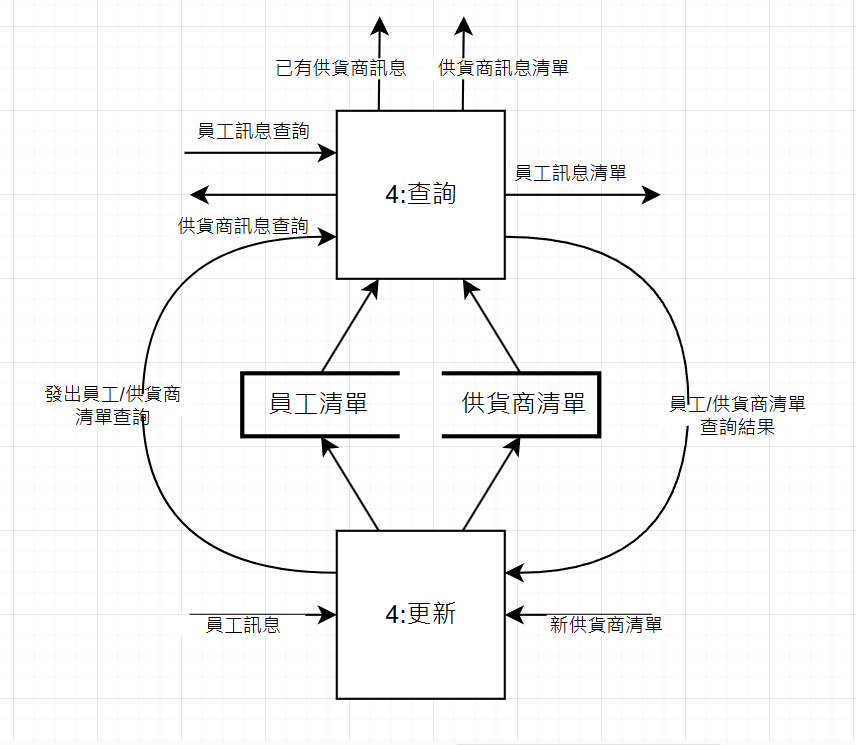 已有供貨商訊息
供貨商訊息清單
員工訊息查詢
員工訊息清單
4:查詢
供貨商訊息查詢
發出員工/供貨商
清單查詢
員工清單
供貨商清單
員工/供貨商清單
查詢結果
4:更新
員工訊息
新供貨商清單